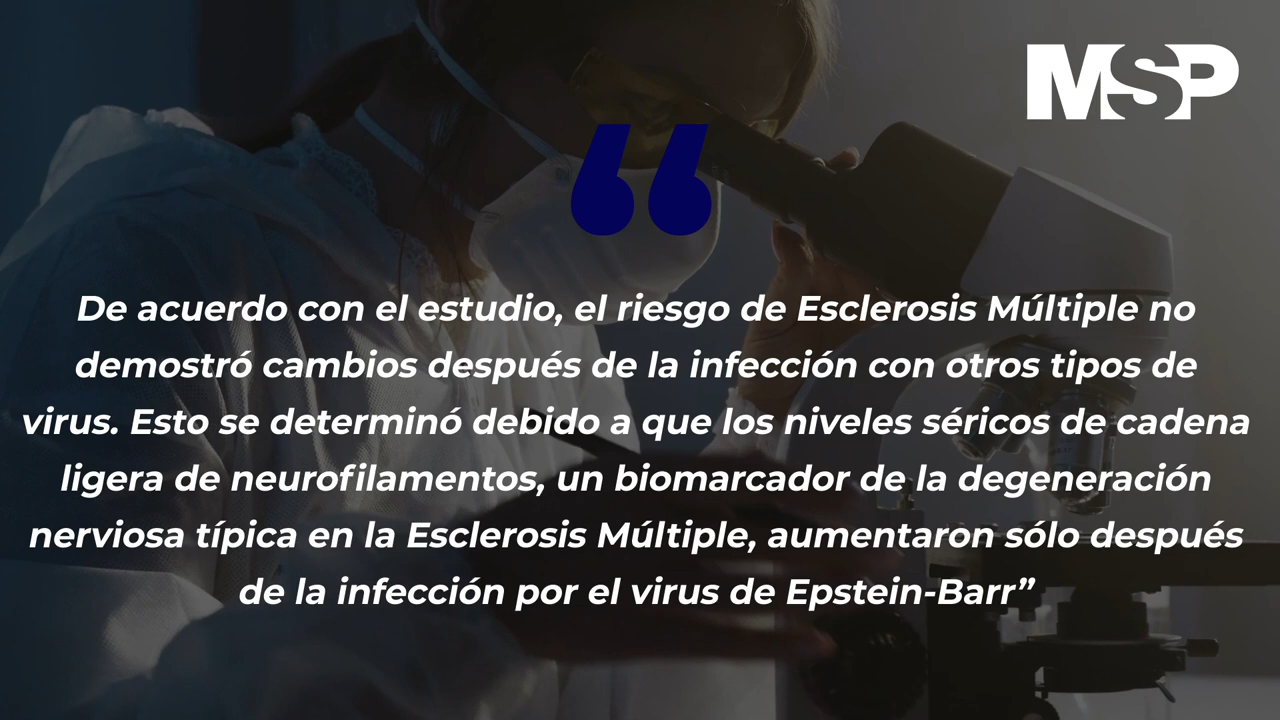 MSP
“
De acuerdo con el estudio, el riesgo de Esclerosis Múltiple no
demostró cambios después de la infección con otros tipos de
virus. Esto se determinó debido a que los niveles séricos de cadena
ligera de neurofilamentos, un biomarcador de la degeneración
nerviosa típica en la Esclerosis Múltiple, aumentaron sólo después
de la infección por el virus de Epstein-Barr”